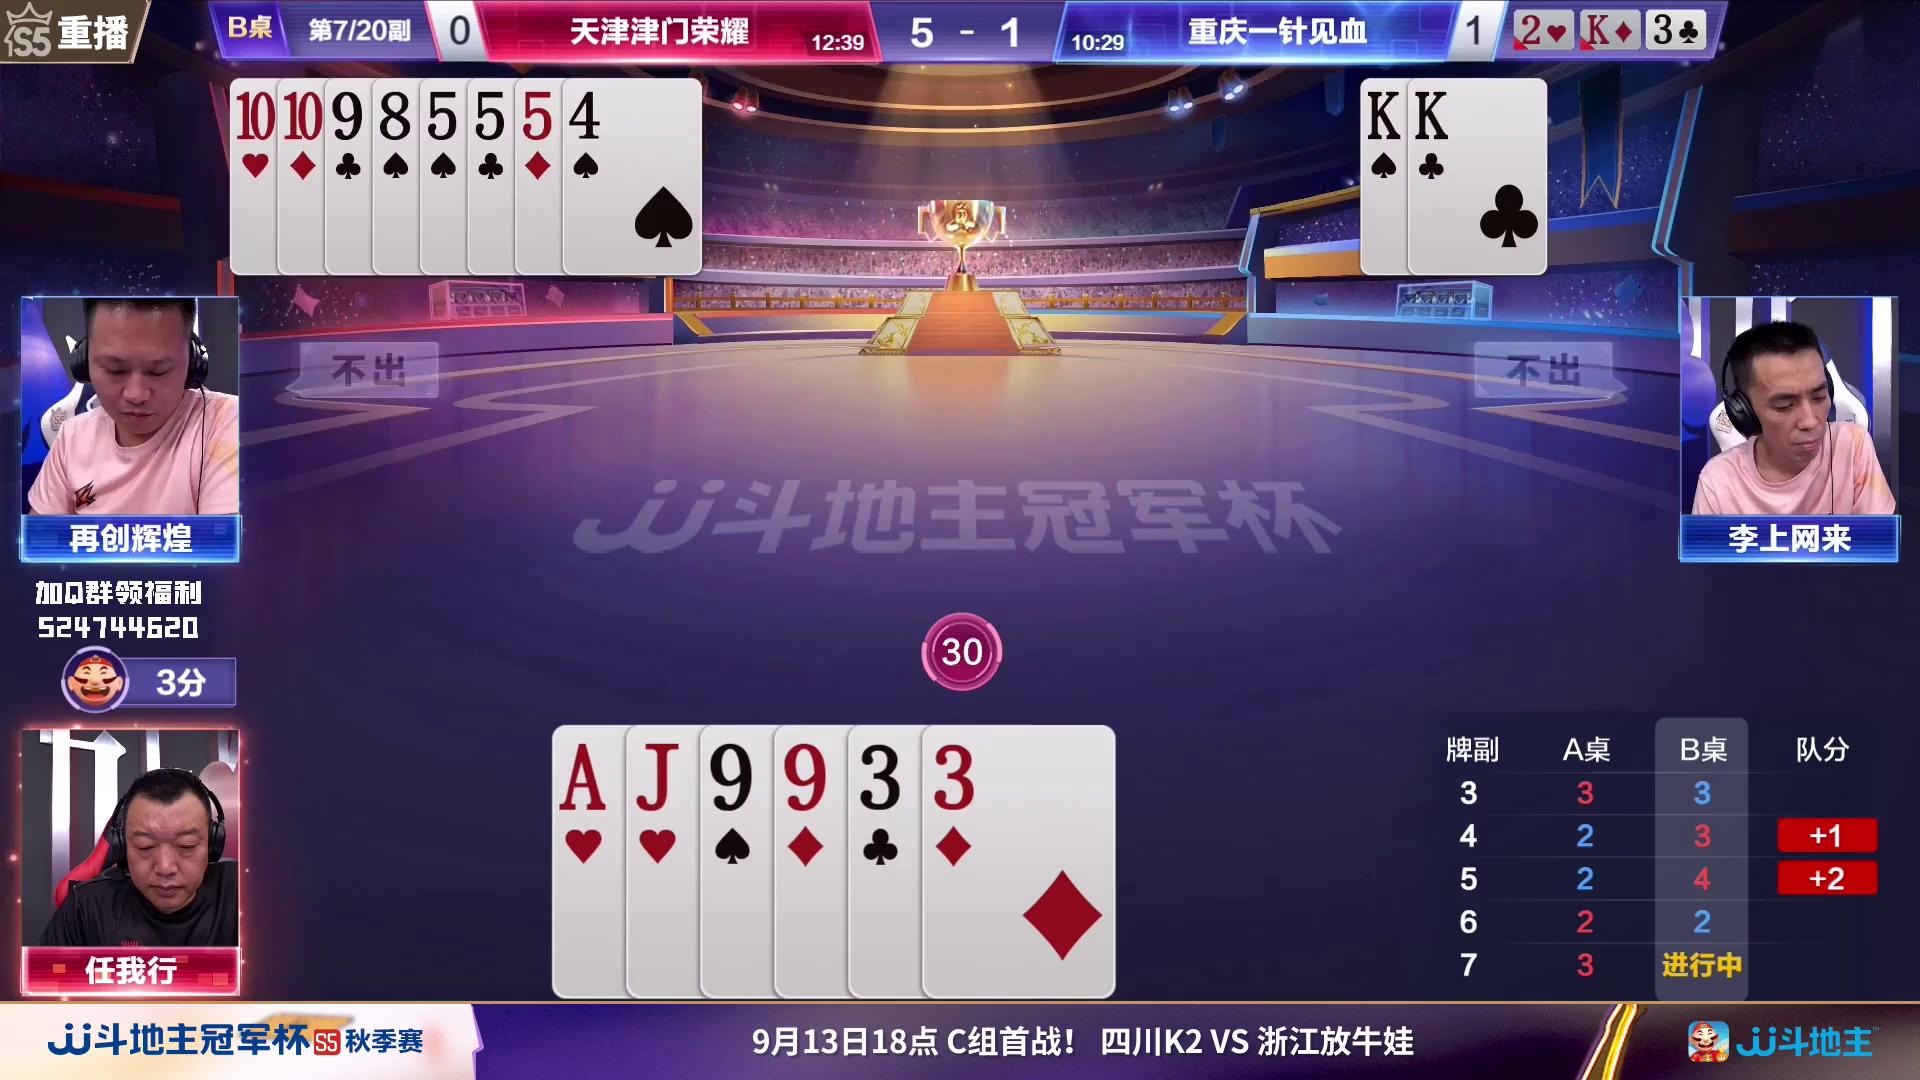 S5 重播
B桌 第7/20副 0 天津津门荣耀 12:39 5 - 1 10:29 重庆一针见血 1 2♥ K♦ 3♣
10♥ 10♦ 9♣ 8♠ 5♠ 5♣ 5♦ 4♠
K♠ K♣
不出
不出
JJ斗地主冠军杯
再创辉煌
李上网来
加Q群领福利
524744620
3分
30
A♥ J♥ 9♠ 9♦ 3♣ 3♦
任我行
牌副 A桌 B桌 队分
3 3 3
4 2 3 +1
5 2 4 +2
6 2 2
7 3 进行中
JJ斗地主冠军杯 S5 秋季赛
9月13日18点 C组首战! 四川K2 VS 浙江放牛娃
JJ斗地主